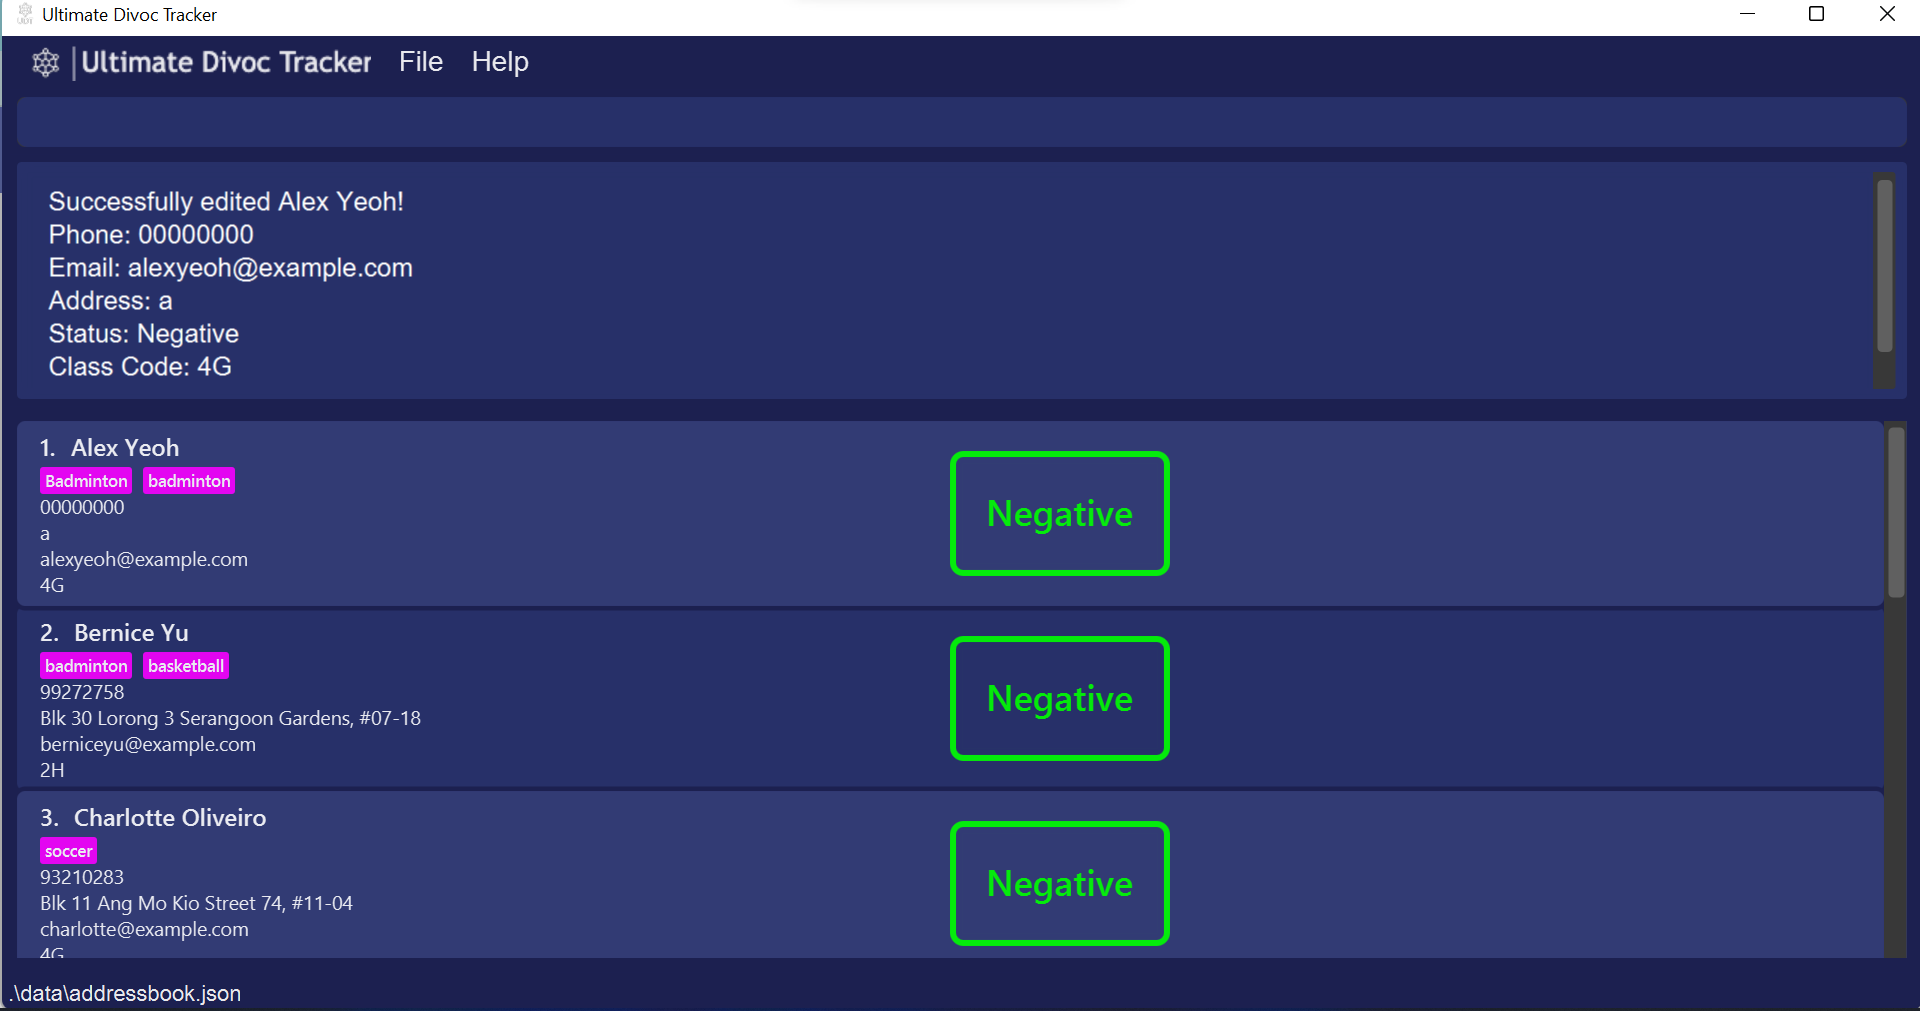 Ultimate Divoc Tracker
Ultimate Divoc Tracker File Help
Successfully edited Alex Yeoh!
Phone: 00000000
Email: alexyeoh@example.com
Address: a
Status: Negative
Class Code: 4G
1. Alex Yeoh
Badminton badminton
00000000
a
alexyeoh@example.com
4G
Negative
2. Bernice Yu
badminton basketball
99272758
Blk 30 Lorong 3 Serangoon Gardens, #07-18
berniceyu@example.com
2H
Negative
3. Charlotte Oliveiro
soccer
93210283
Blk 11 Ang Mo Kio Street 74, #11-04
charlotte@example.com
4G
Negative
.\data\addressbook.json